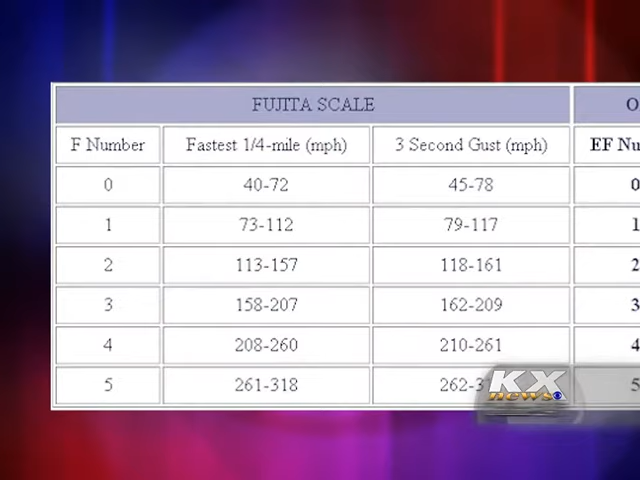 FUJITA SCALE
F Number Fastest 1/4-mile (mph) 3 Second Gust (mph) EF
0 40-72 45-78 0
1 73-112 79-117 1
2 113-157 118-161 2
3 158-207 162-209 3
4 208-260 210-261 4
5 261-318 5
KX
news